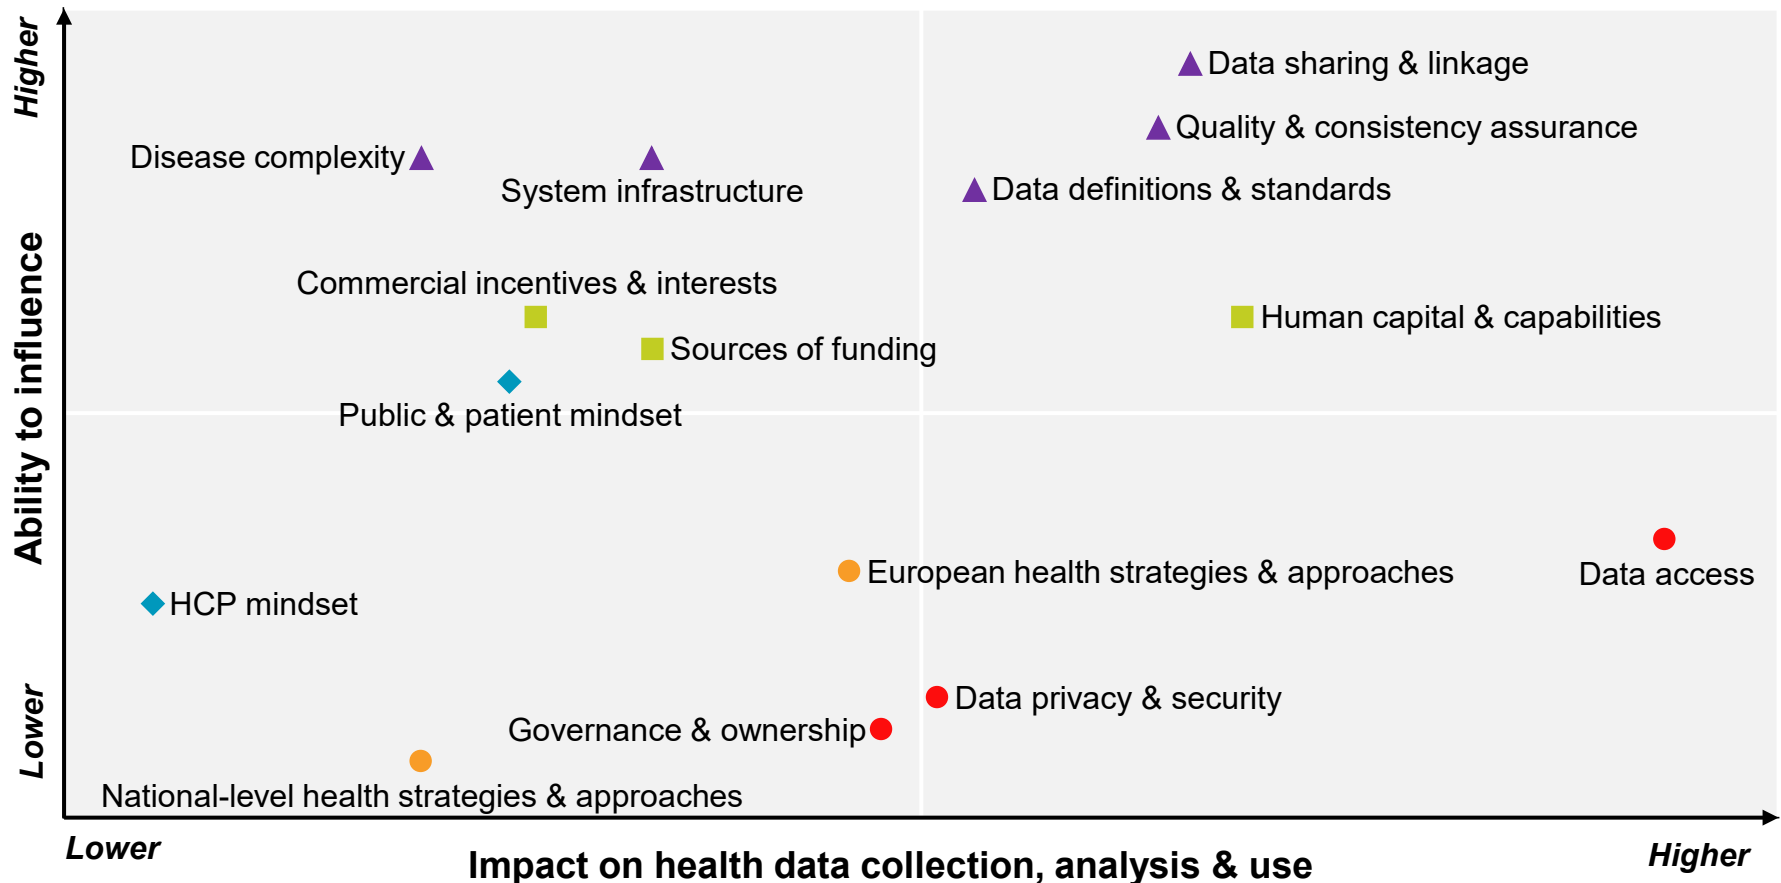 Higher
Data sharing & linkage
Quality & consistency assurance
Disease complexity
System infrastructure
Data definitions & standards
Ability to influence
Commercial incentives & interests
Human capital & capabilities
Sources of funding
Public & patient mindset
European health strategies & approaches
Data access
HCP mindset
Data privacy & security
Governance & ownership
Lower
National-level health strategies & approaches
Lower
Higher
Impact on health data collection, analysis & use